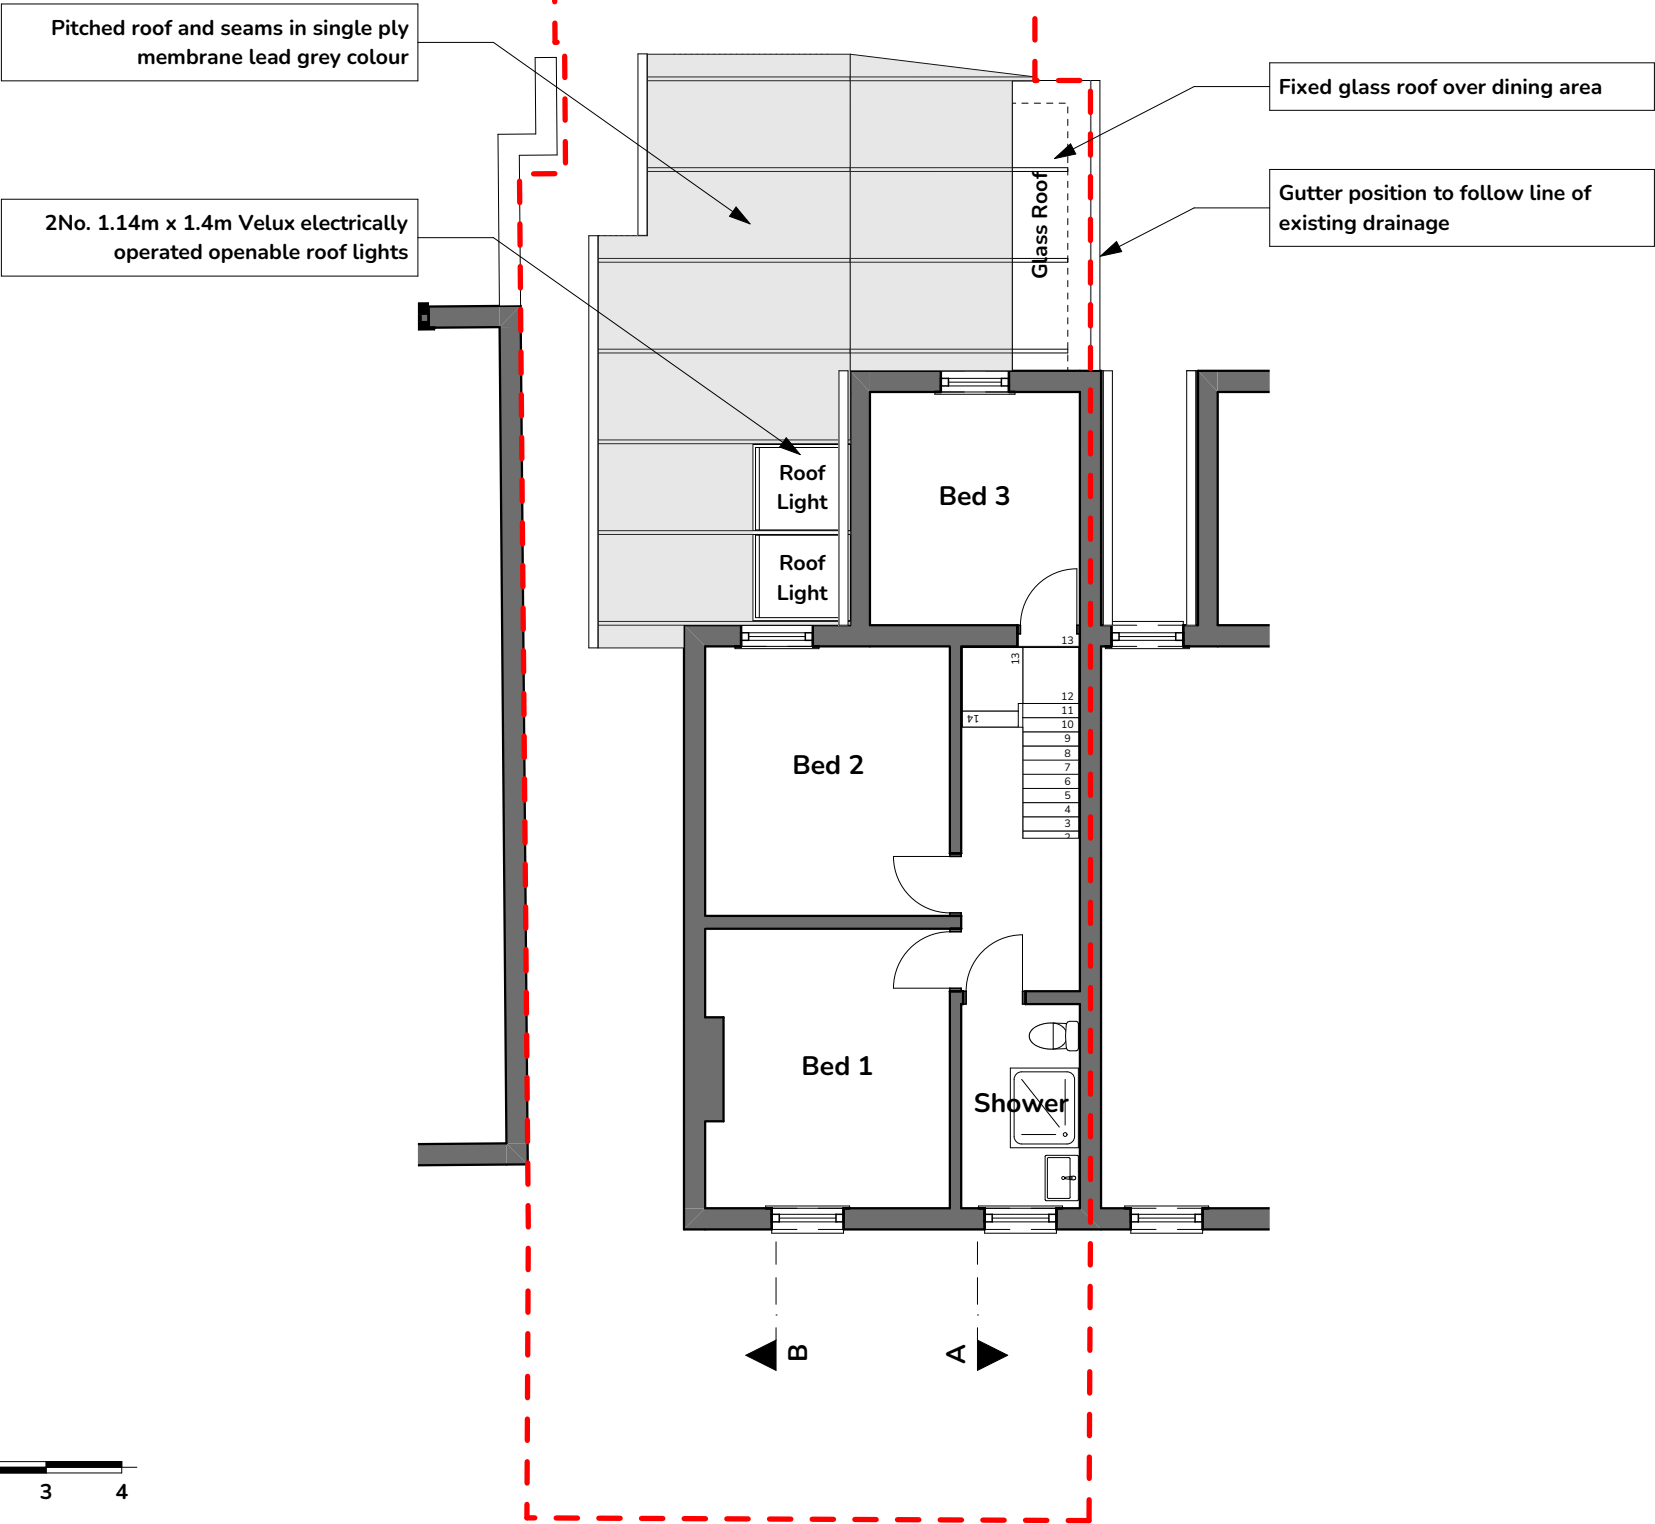 Pitched roof and seams in single ply
membrane lead grey colour
Fixed glass roof over dining area
Gutter position to follow line of
existing drainage
2No. 1.14m x 1.4m Velux electrically
operated openable roof lights
Glass Roof
Roof
Light
Roof
Light
Bed 3
13
13
12
11
10
9
8
7
6
5
4
3
2
14
Bed 2
Bed 1
Shower
B
A
3
4